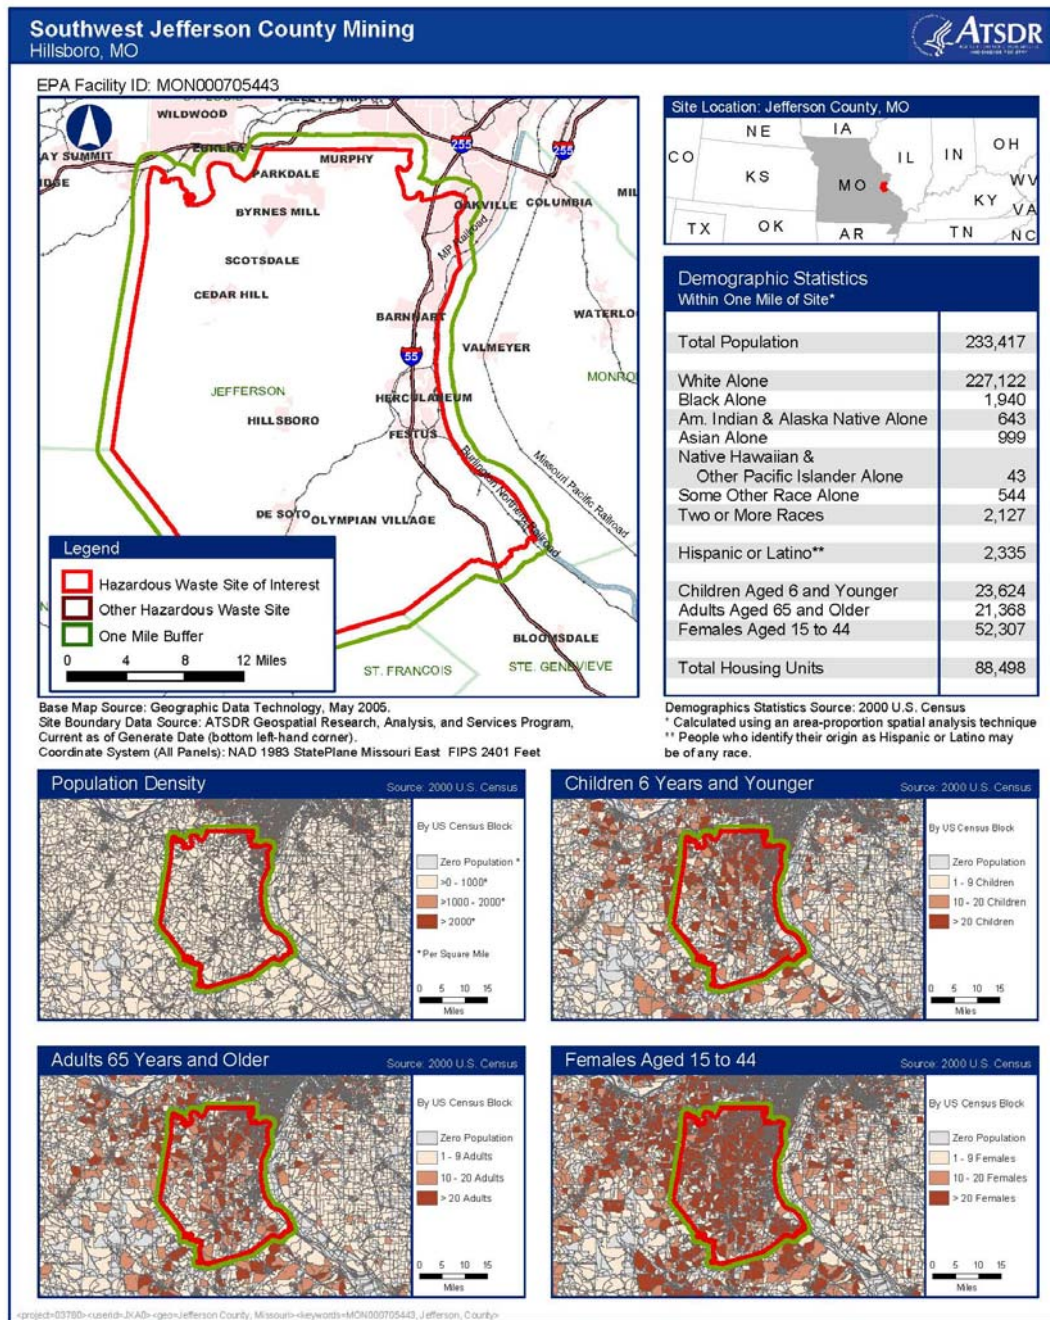 Southwest Jefferson County Mining
Hillsboro, MO
ATSDR
EPA Facility ID: MON000705443
WILDWOOD
EUREKA
MURPHY
PARKDALE
BYRNES MILL
255
255
OAKVILLE
COLUMBIA
MP Railroad
SCOTSDALE
CEDAR HILL
BARNHART
55
VALMEYER
JEFFERSON
HERCULANEUM
HILLSBORO
FESTUS
Burlington Northern Railroad
Missouri Pacific Railroad
DE SOTO
OLYMPIAN VILLAGE
BLOOMSDALE
ST. FRANCOIS
STE. GENEVIEVE
Legend
Hazardous Waste Site of Interest
Other Hazardous Waste Site
One Mile Buffer
0 4 8 12 Miles
Site Location: Jefferson County, MO
NE IA
CO IL IN OH
KS MO WV
KY VA
TX OK AR TN NC
Demographic Statistics
Within One Mile of Site*
Total Population 233,417
White Alone 227,122
Black Alone 1,940
Am. Indian & Alaska Native Alone 643
Asian Alone 999
Native Hawaiian &
Other Pacific Islander Alone 43
Some Other Race Alone 544
Two or More Races 2,127
Hispanic or Latino** 2,335
Children Aged 6 and Younger 23,624
Adults Aged 65 and Older 21,368
Females Aged 15 to 44 52,307
Total Housing Units 88,498
Base Map Source: Geographic Data Technology, May 2005.
Site Boundary Data Source: ATSDR Geospatial Research, Analysis, and Services Program,
Current as of Generate Date (bottom left-hand corner).
Coordinate System (All Panels): NAD 1983 StatePlane Missouri East FIPS 2401 Feet
Demographics Statistics Source: 2000 U.S. Census
* Calculated using an area-proportion spatial analysis technique
** People who identify their origin as Hispanic or Latino may
be of any race.
Population Density
Source: 2000 U.S. Census
By US Census Block
Zero Population *
>0 - 1000*
>1000 - 2000*
> 2000*
*Per Square Mile
0 5 10 15
Miles
Children 6 Years and Younger
Source: 2000 U.S. Census
By US Census Block
Zero Population
1 - 9 Children
10 - 20 Children
> 20 Children
0 5 10 15
Miles
Adults 65 Years and Older
Source: 2000 U.S. Census
By US Census Block
Zero Population
1 - 9 Adults
10 - 20 Adults
> 20 Adults
0 5 10 15
Miles
Females Aged 15 to 44
Source: 2000 U.S. Census
By US Census Block
Zero Population
1 - 9 Females
10 - 20 Females
> 20 Females
0 5 10 15
Miles
<project=03760><userid=JXA0><geo=Jefferson County, Missouri><keywords=MON000705443, Jefferson, County>